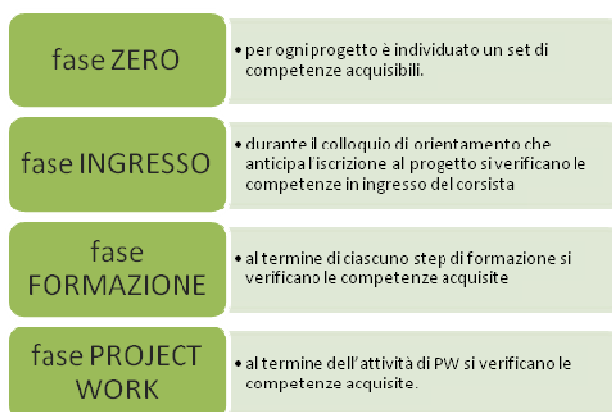 fase ZERO
• per ogni progetto è individuato un set di
competenze acquisibili.
fase INGRESSO
• durante il colloquio di orientamento che
anticipa l'iscrizione al progetto si verificano le
competenze in ingresso del corsista
fase
FORMAZIONE
• al termine di ciascuno step di formazione si
verificano le competenze acquisite
fase PROJECT
WORK
• al termine dell'attività di PW si verificano le
competenze acquisite.